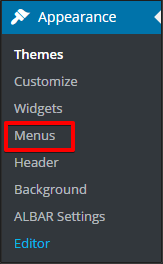 Appearance
Themes
Customize
Widgets
Menus
Header
Background
ALBAR Settings
Editor